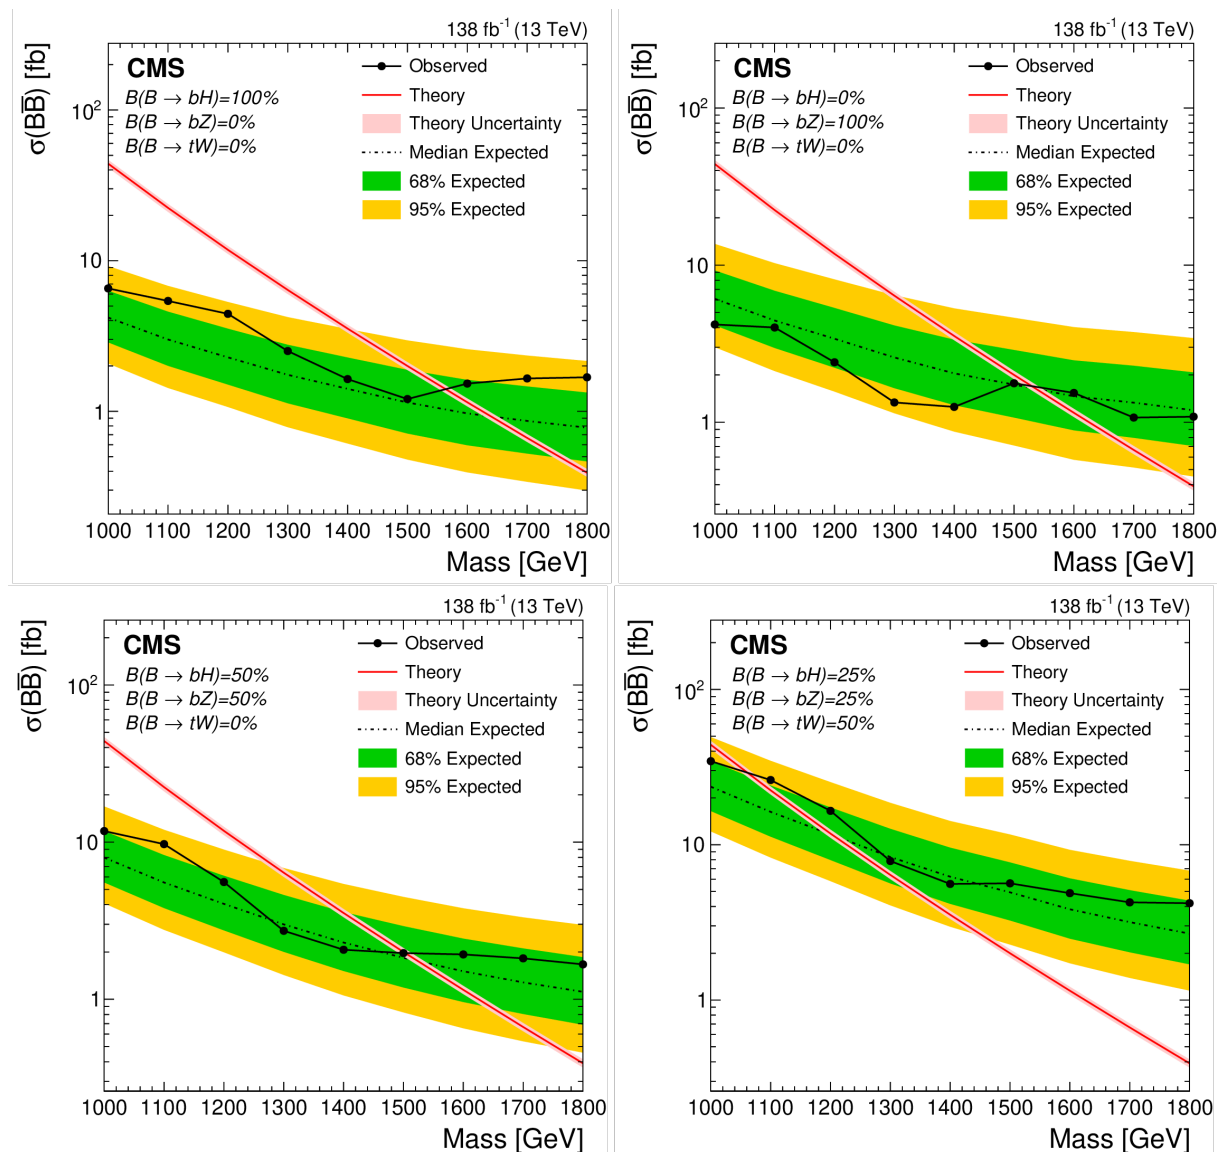 138 fb⁻¹ (13 TeV)
σ(BB̅) [fb]
CMS
B(B → bH)=100%
B(B → bZ)=0%
B(B → tW)=0%
Observed
Theory
Theory Uncertainty
Median Expected
68% Expected
95% Expected
10²
10
1
1000 1100 1200 1300 1400 1500 1600 1700 1800
Mass [GeV]
138 fb⁻¹ (13 TeV)
σ(BB̅) [fb]
CMS
B(B → bH)=0%
B(B → bZ)=100%
B(B → tW)=0%
Observed
Theory
Theory Uncertainty
Median Expected
68% Expected
95% Expected
10²
10
1
1000 1100 1200 1300 1400 1500 1600 1700 1800
Mass [GeV]
138 fb⁻¹ (13 TeV)
σ(BB̅) [fb]
CMS
B(B → bH)=50%
B(B → bZ)=50%
B(B → tW)=0%
Observed
Theory
Theory Uncertainty
Median Expected
68% Expected
95% Expected
10²
10
1
1000 1100 1200 1300 1400 1500 1600 1700 1800
Mass [GeV]
138 fb⁻¹ (13 TeV)
σ(BB̅) [fb]
CMS
B(B → bH)=25%
B(B → bZ)=25%
B(B → tW)=50%
Observed
Theory
Theory Uncertainty
Median Expected
68% Expected
95% Expected
10²
10
1
1000 1100 1200 1300 1400 1500 1600 1700 1800
Mass [GeV]